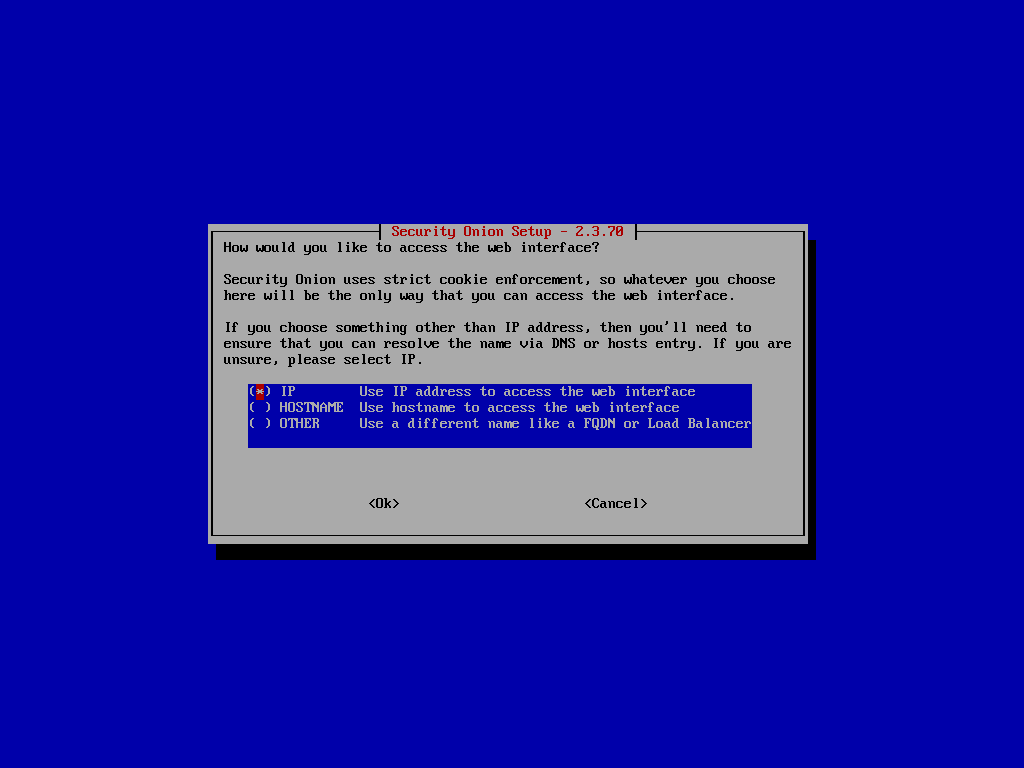 Security Onion Setup - 2.3.70
How would you like to access the web interface?
Security Onion uses strict cookie enforcement, so whatever you choose
here will be the only way that you can access the web interface.
If you choose something other than IP address, then you'll need to
ensure that you can resolve the name via DNS or hosts entry. If you are
unsure, please select IP.
(*) IP Use IP address to access the web interface
( ) HOSTNAME Use hostname to access the web interface
( ) OTHER Use a different name like a FQDN or Load Balancer
<Ok> <Cancel>